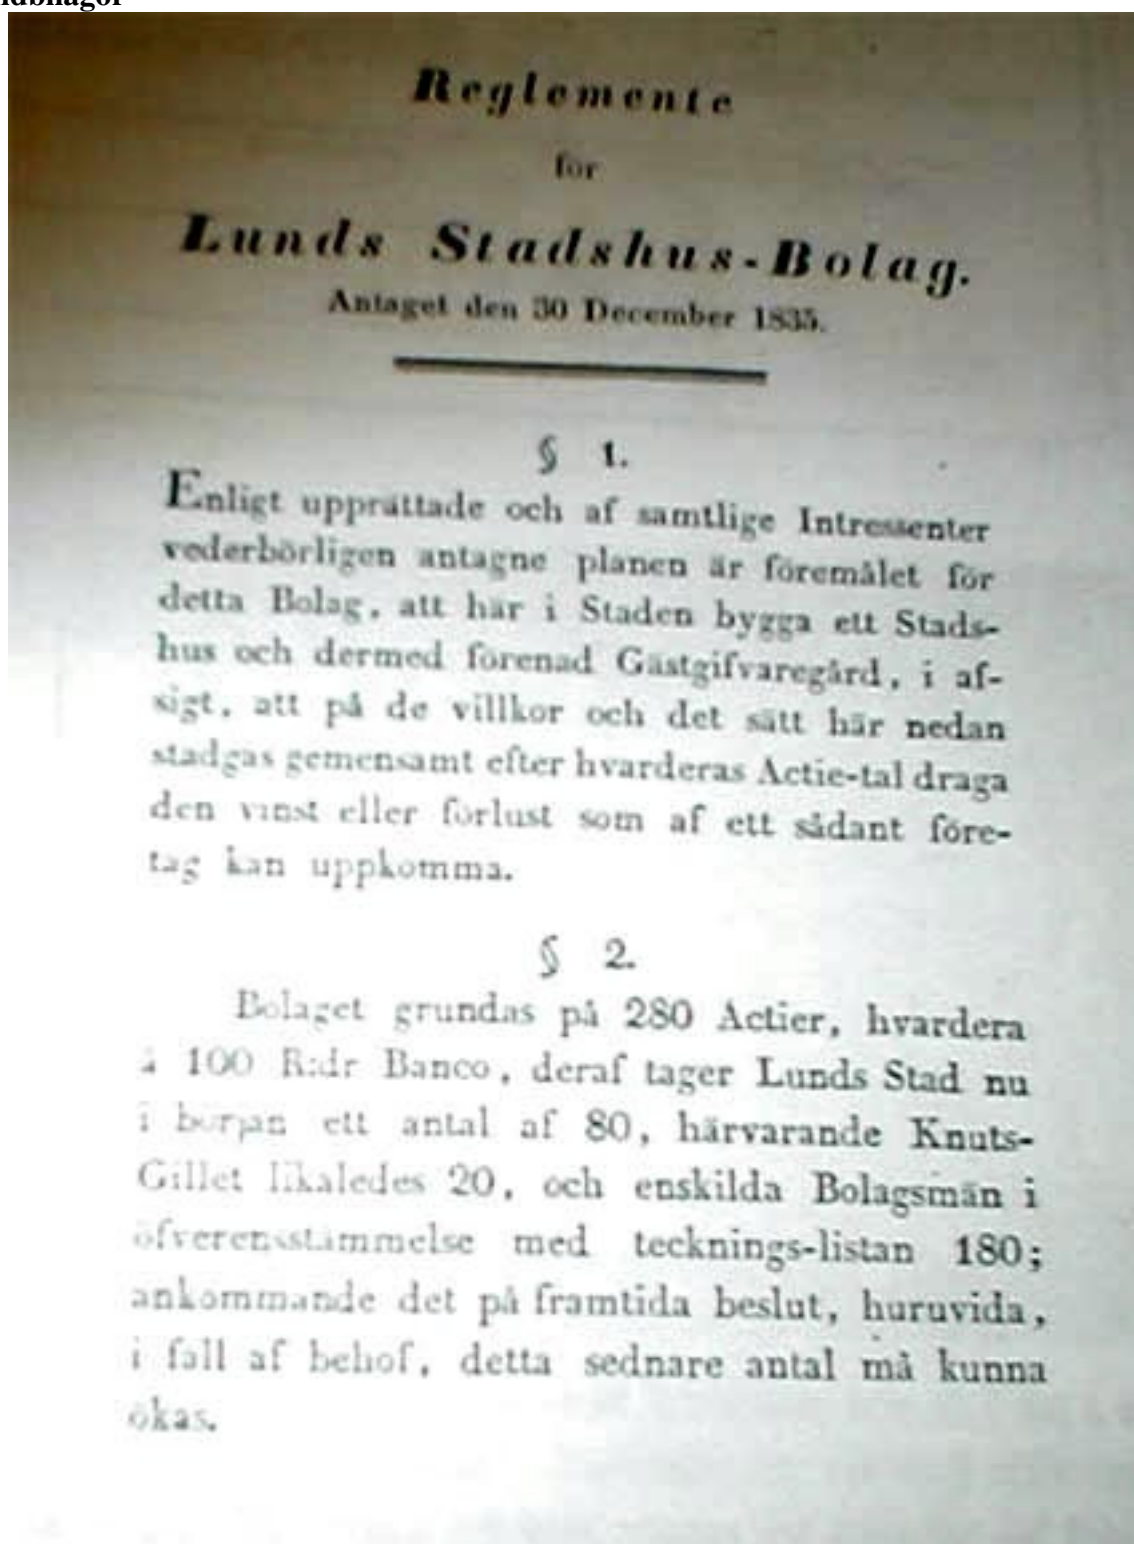 Reglemente
för
Lunds Stadshus-Bolag.
Antaget den 30 December 1835.
§ 1.
Enligt upprättade och af samtlige Intressenter
vederbörligen antagne planen är föremålet för
detta Bolag, att här i Staden bygga ett Stads-
hus och dermed förenad Gästgifvaregård, i af-
sigt, att på de villkor och det sätt här nedan
stadgas gemensamt efter hvarderas Actie-tal draga
den vinst eller förlust som af ett sådant före-
tag kan uppkomma.
§ 2.
Bolaget grundas på 280 Actier, hvardera
à 100 R:dr Banco, deraf tager Lunds Stad nu
i början ett antal af 80, härvarande Knuts-
Gillet likaledes 20, och enskilda Bolagsmän i
öfverensstämmelse med tecknings-listan 180;
ankommande det på framtida beslut, huruvida,
i fall af behof, detta sednare antal må kunna
ökas.